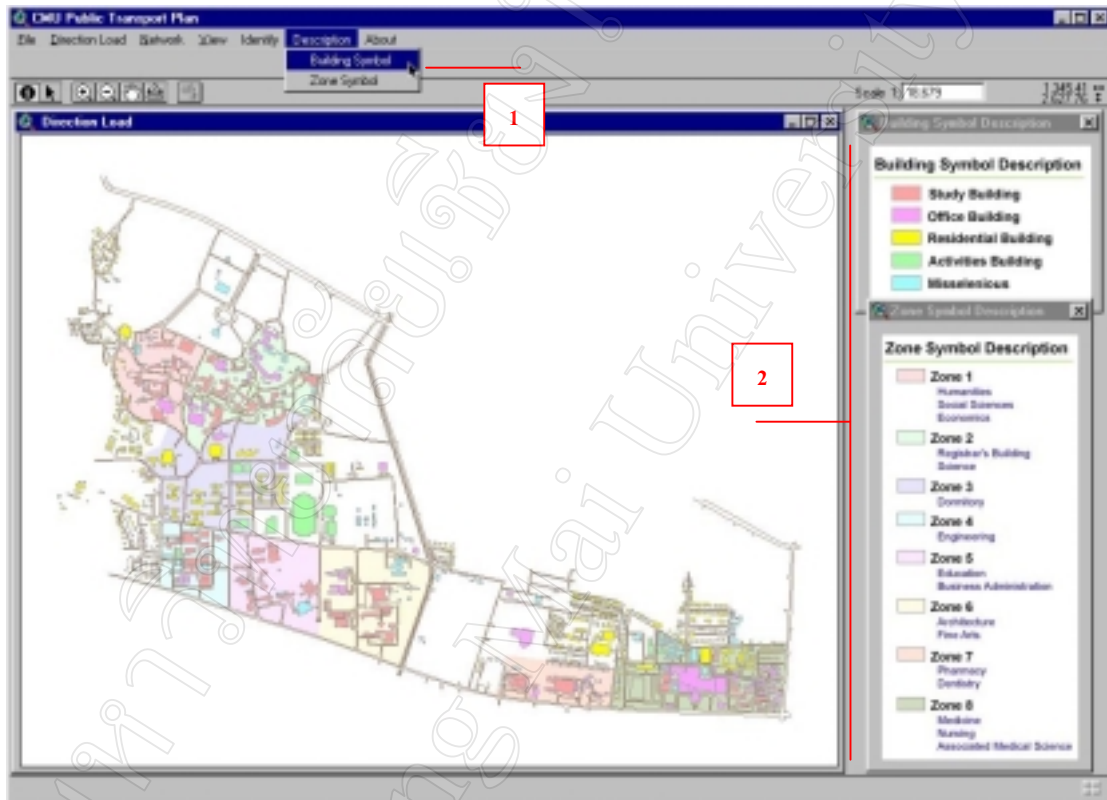 CMU Public Transport Plan
File Direction Load Network View Identify Description About
Building Symbol
Zone Symbol
Scale 1:
1
Direction Load
Building Symbol Description
Building Symbol Description
Study Building
Office Building
Residential Building
Activities Building
Misselenious
Zone Symbol Description
Zone Symbol Description
2
Zone 1
Humanities
Social Sciences
Economics
Zone 2
Registrar's Building
Science
Zone 3
Dormitory
Zone 4
Engineering
Zone 5
Education
Business Administration
Zone 6
Architecture
Fine Arts
Zone 7
Pharmacy
Dentistry
Zone 8
Medicine
Nursing
Associated Medical Science
Mai University